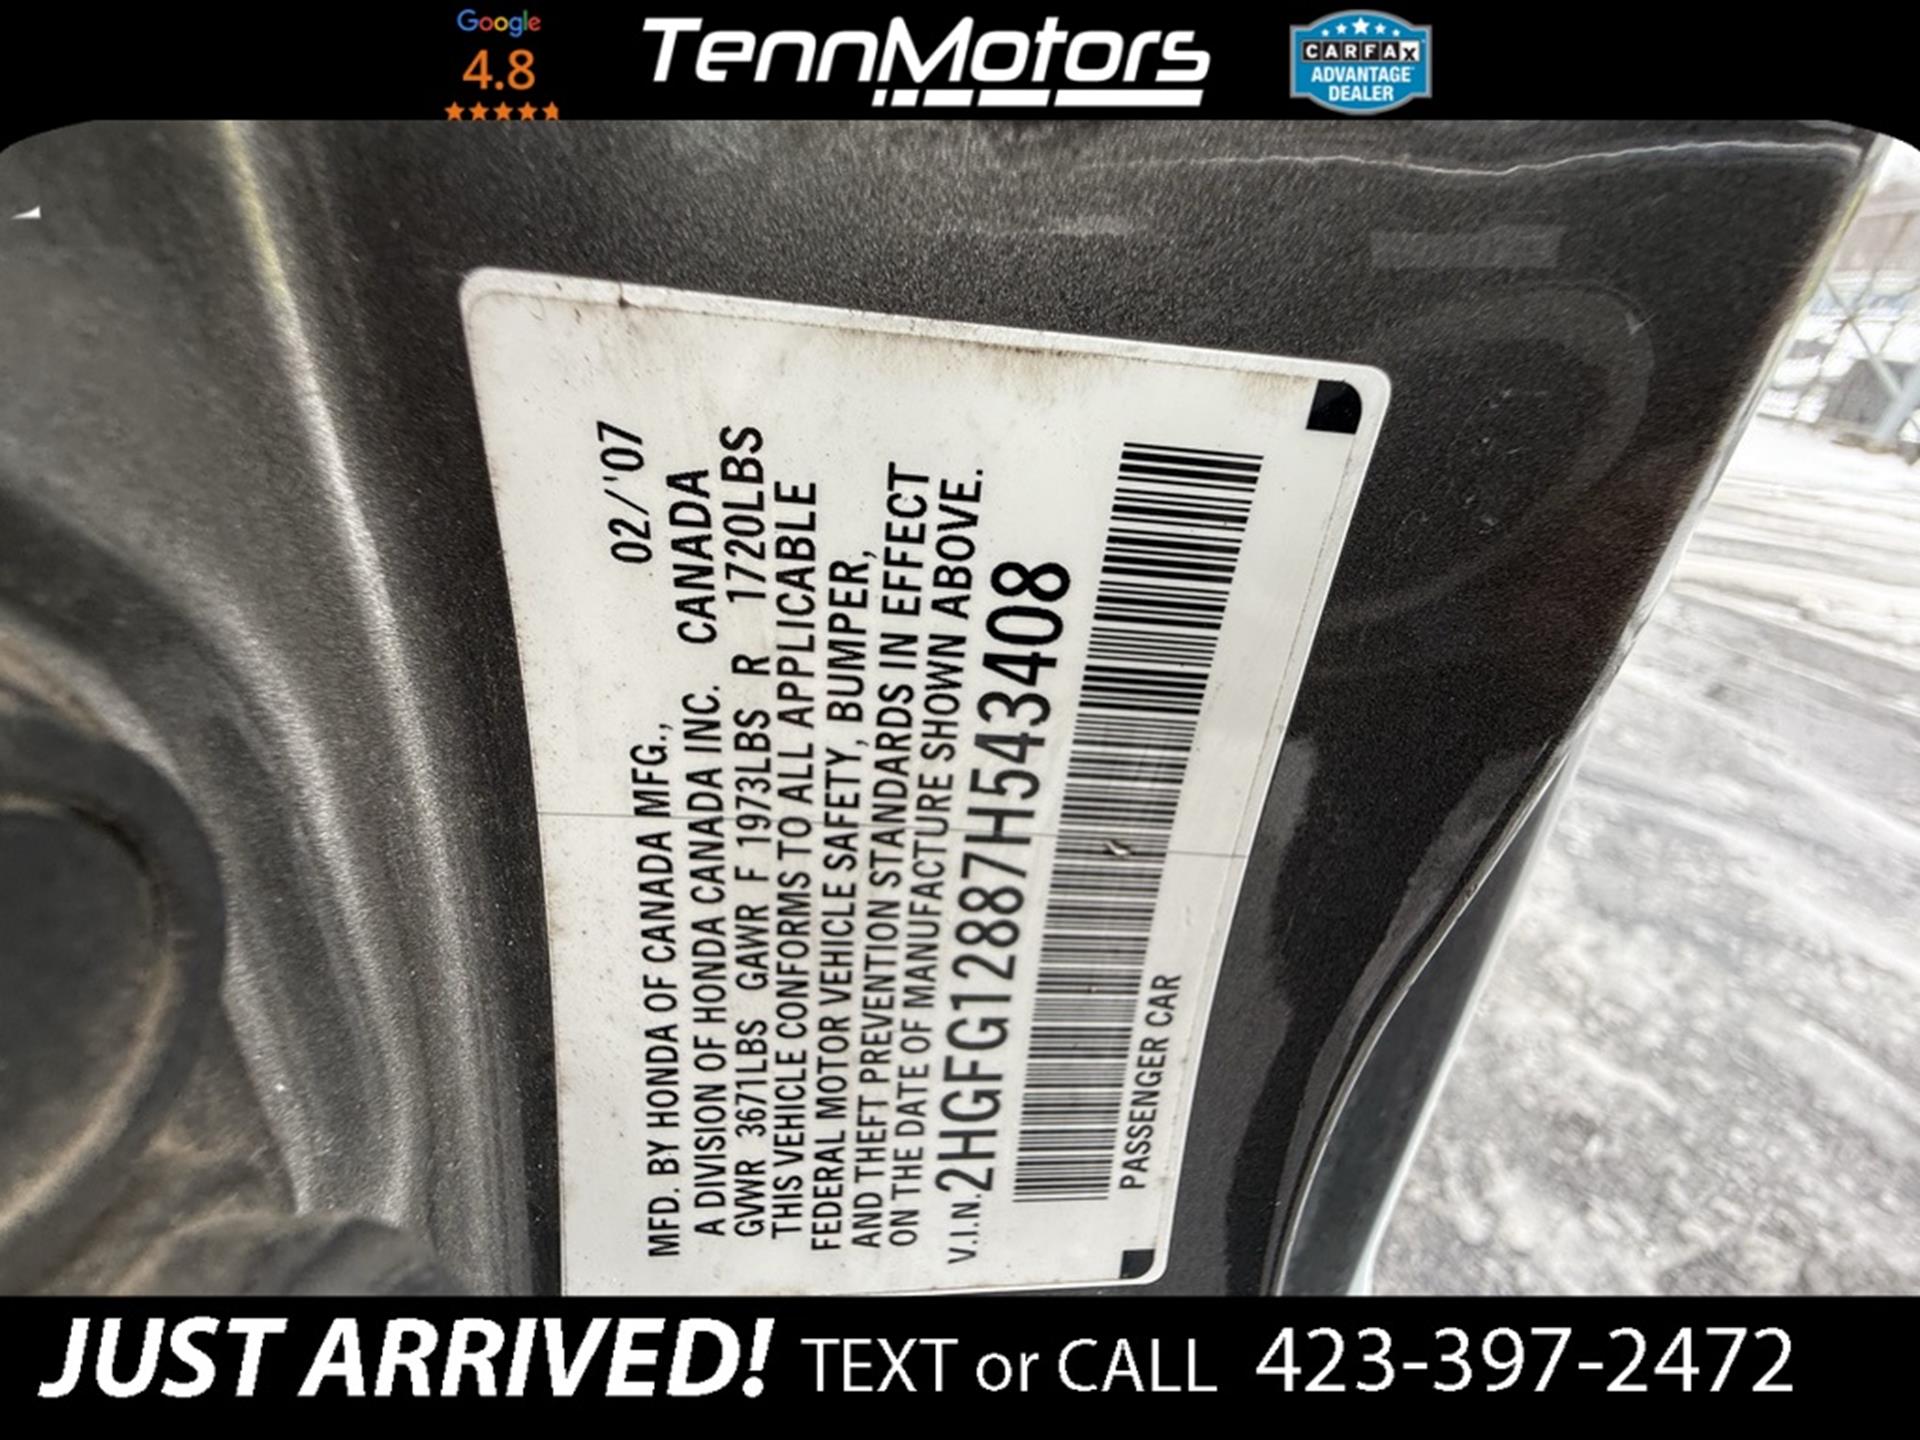 Google
4.8
TennMotors
CARFAX
ADVANTAGE
DEALER
02/'07
MFD. BY HONDA OF CANADA MFG.,
A DIVISION OF HONDA CANADA INC. CANADA
GVWR 3671LBS GAWR F 1973LBS R 1720LBS
THIS VEHICLE CONFORMS TO ALL APPLICABLE
FEDERAL MOTOR VEHICLE SAFETY, BUMPER,
AND THEFT PREVENTION STANDARDS IN EFFECT
ON THE DATE OF MANUFACTURE SHOWN ABOVE.
V.I.N. 2HGFG12887H543408
PASSENGER CAR
JUST ARRIVED! TEXT or CALL 423-397-2472